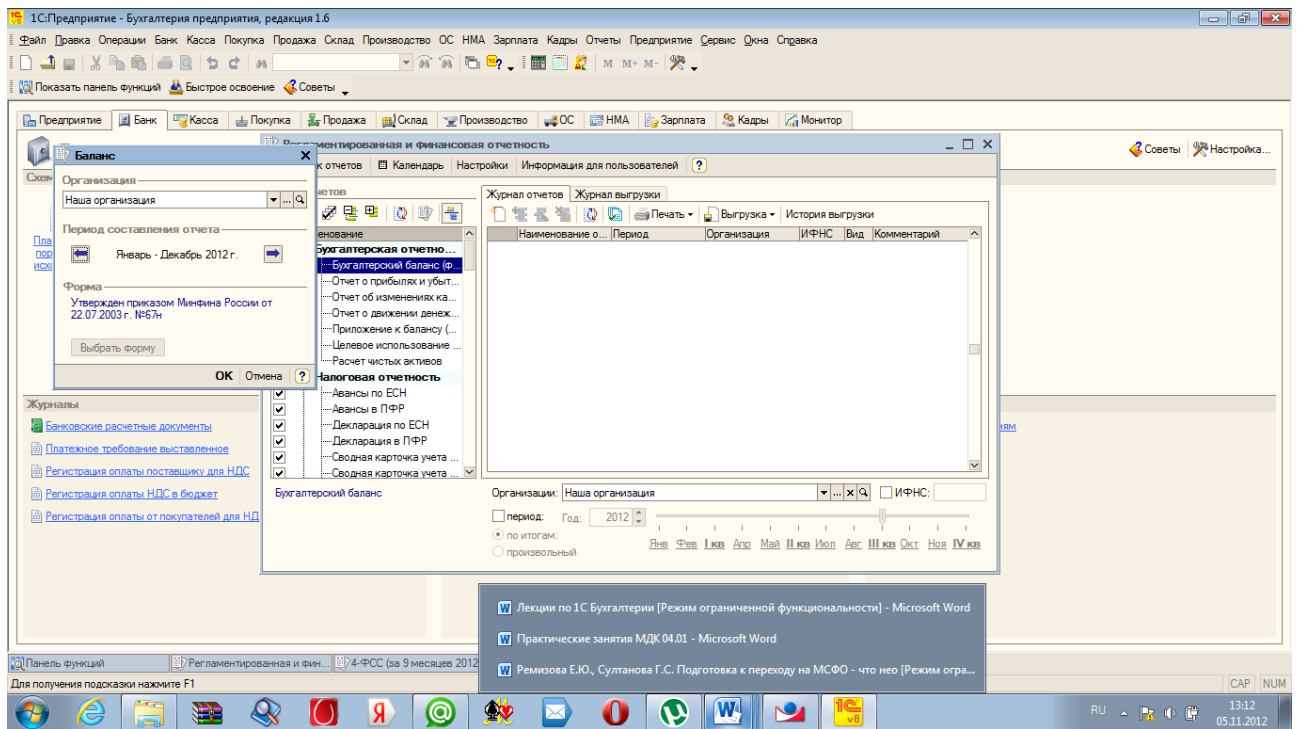 1С:Предприятие - Бухгалтерия предприятия, редакция 1.6
Файл Правка Операции Банк Касса Покупка Продажа Склад Производство ОС НМА Зарплата Кадры Отчеты Предприятие Сервис Окна Справка
М М+ М-
Показать панель функций Быстрое освоение Советы
Предприятие Банк Касса Покупка Продажа Склад Производство ОС НМА Зарплата Кадры Монитор
Советы Настройка...
Регламентированная и финансовая отчетность
к отчетов Календарь Настройки Информация для пользователей ?
Схем
Баланс
Организация
Наша организация
Период составления отчета
Январь - Декабрь 2012 г.
Форма
Утвержден приказом Минфина России от
22.07.2003 г. №67н
Выбрать форму
OK Отмена ?
Пла
пор
исхо
четов
енование
Бухгалтерская отчетно...
Бухгалтерский баланс (ф...
Отчет о прибылях и убыт...
Отчет об изменениях ка...
Отчет о движении денеж...
Приложение к балансу (...
Целевое использование ...
Расчет чистых активов
Налоговая отчетность
Авансы по ЕСН
Авансы в ПФР
Декларация по ЕСН
Декларация в ПФР
Сводная карточка учета ...
Сводная карточка учета ...
Бухгалтерский баланс
Журнал отчетов Журнал выгрузки
Печать Выгрузка История выгрузки
Наименование о... Период Организация ИФНС Вид Комментарий
Организации: Наша организация ИФНС:
период: Год: 2012
по итогам:
произвольный
Янв Фев I кв Апр Май II кв Июл Авг III кв Окт Ноя IV кв
Журналы
Банковские расчетные документы
Платежное требование выставленное
Регистрация оплаты поставщику для НДС
Регистрация оплаты НДС в бюджет
Регистрация оплаты от покупателей для НД
ям
Лекции по 1С Бухгалтерии [Режим ограниченной функциональности] - Microsoft Word
Практические занятия МДК 04.01 - Microsoft Word
Ремизова Е.Ю., Султанова Г.С. Подготовка к переходу на МСФО - что нео [Режим огра...
Панель функций Регламентированная и фин... 4-ФСС (за 9 месяцев 2012
Для получения подсказки нажмите F1
CAP NUM
RU 13:12
05.11.2012